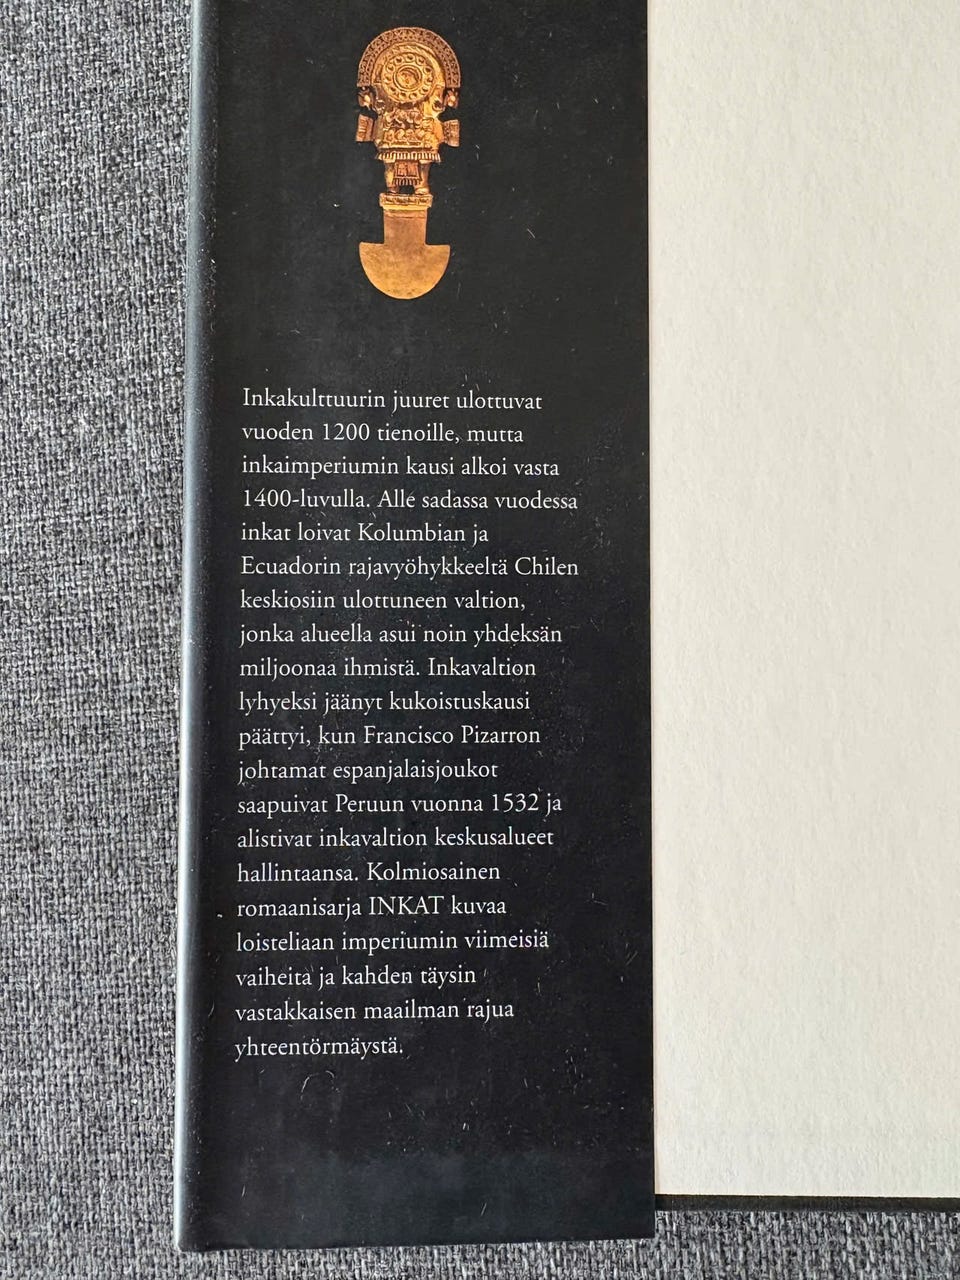 Inkakulttuurin juuret ulottuvat
vuoden 1200 tienoille, mutta
inkaimperiumin kausi alkoi vasta
1400-luvulla. Alle sadassa vuodessa
inkat loivat Kolumbian ja
Ecuadorin rajavyöhykkeeltä Chilen
keskiosiin ulottuneen valtion,
jonka alueella asui noin yhdeksän
miljoonaa ihmistä. Inkavaltion
lyhyeksi jäänyt kukoistuskausi
päättyi, kun Francisco Pizarron
johtamat espanjalaisjoukot
saapuivat Peruun vuonna 1532 ja
alistivat inkavaltion keskusalueet
hallintaansa. Kolmiosainen
romaanisarja INKAT kuvaa
loisteliaan imperiumin viimeisiä
vaiheita ja kahden täysin
vastakkaisen maailman rajua
yhteentörmäystä.